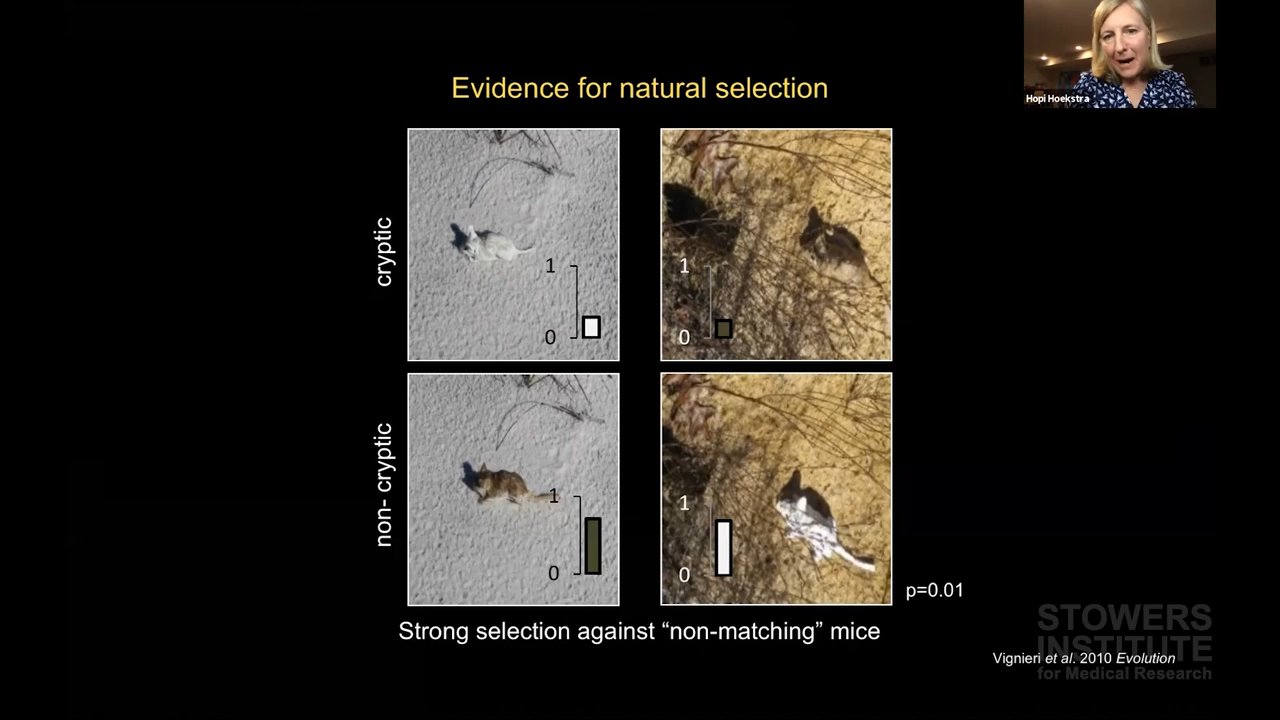 Hopi Hoekstra
Evidence for natural selection
cryptic
1
0
1
0
non- cryptic
1
0
1
0
p=0.01
Strong selection against “non-matching” mice
STOWERS
INSTITUTE
for Medical Research
Vignieri et al. 2010 Evolution